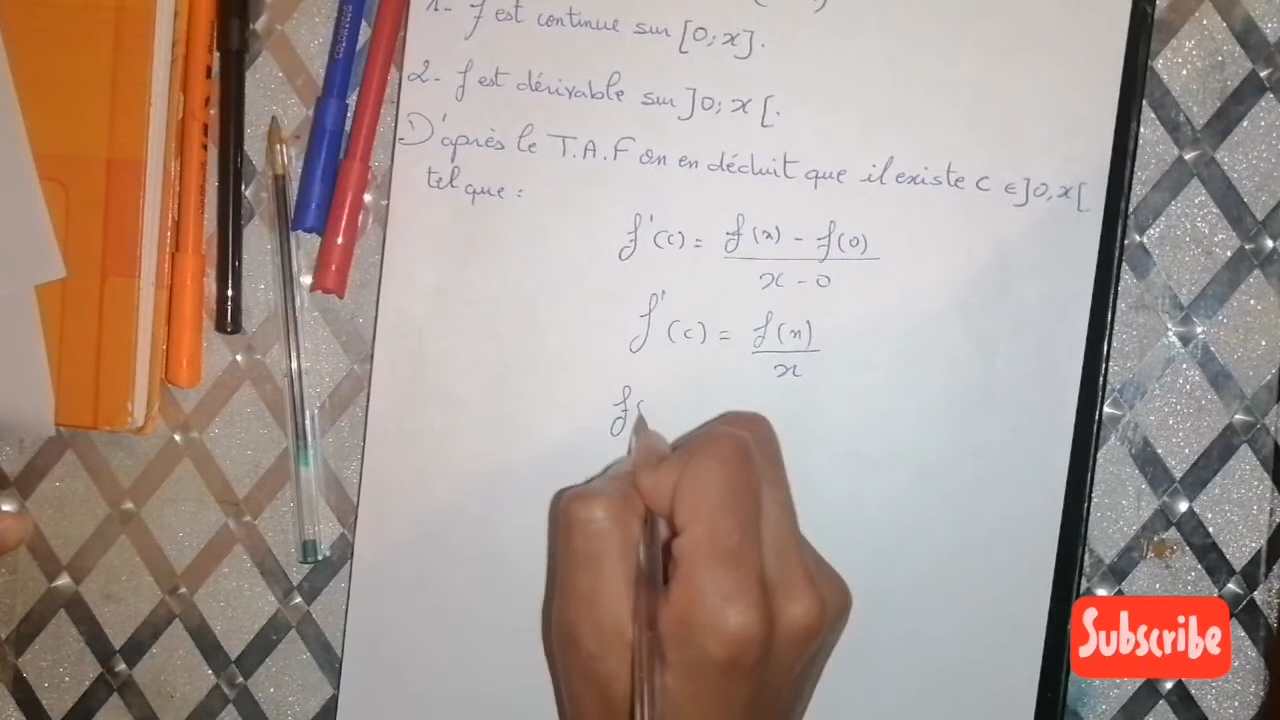 1- f est continue sur [0; x].
2- f est dérivable sur ]0; x[.
D'après le T.A.F on en déduit que il existe c ∈ ]0, x[.
tel que :
f'(c) = f(x) - f(0) / x - 0
f'(c) = f(x) / x
f(
COLORPENS
Subscribe